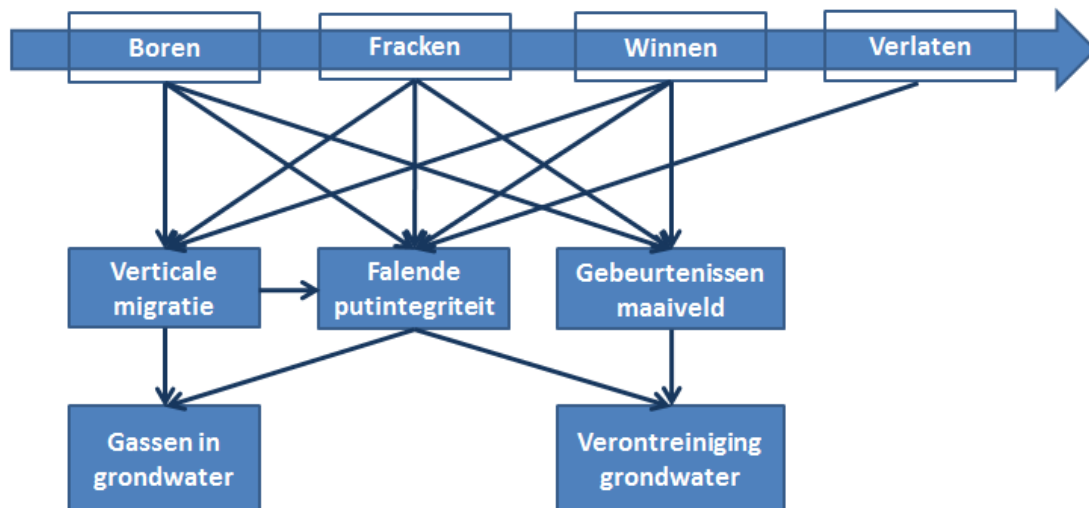 Boren
Fracken
Winnen
Verlaten
Verticale
migratie
Falende
putintegriteit
Gebeurtenissen
maaiveld
Gassen in
grondwater
Verontreiniging
grondwater